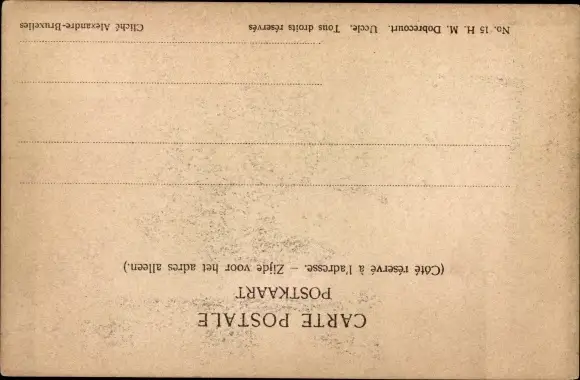 CARTE POSTALE
POSTKAART
(Côté réservé à l'adresse. – Zijde voor het adres alleen.)
No. 15 H. M. Dobrecourt. Uccle. Tous droits réservés
Cliché Alexandre-Bruxelles